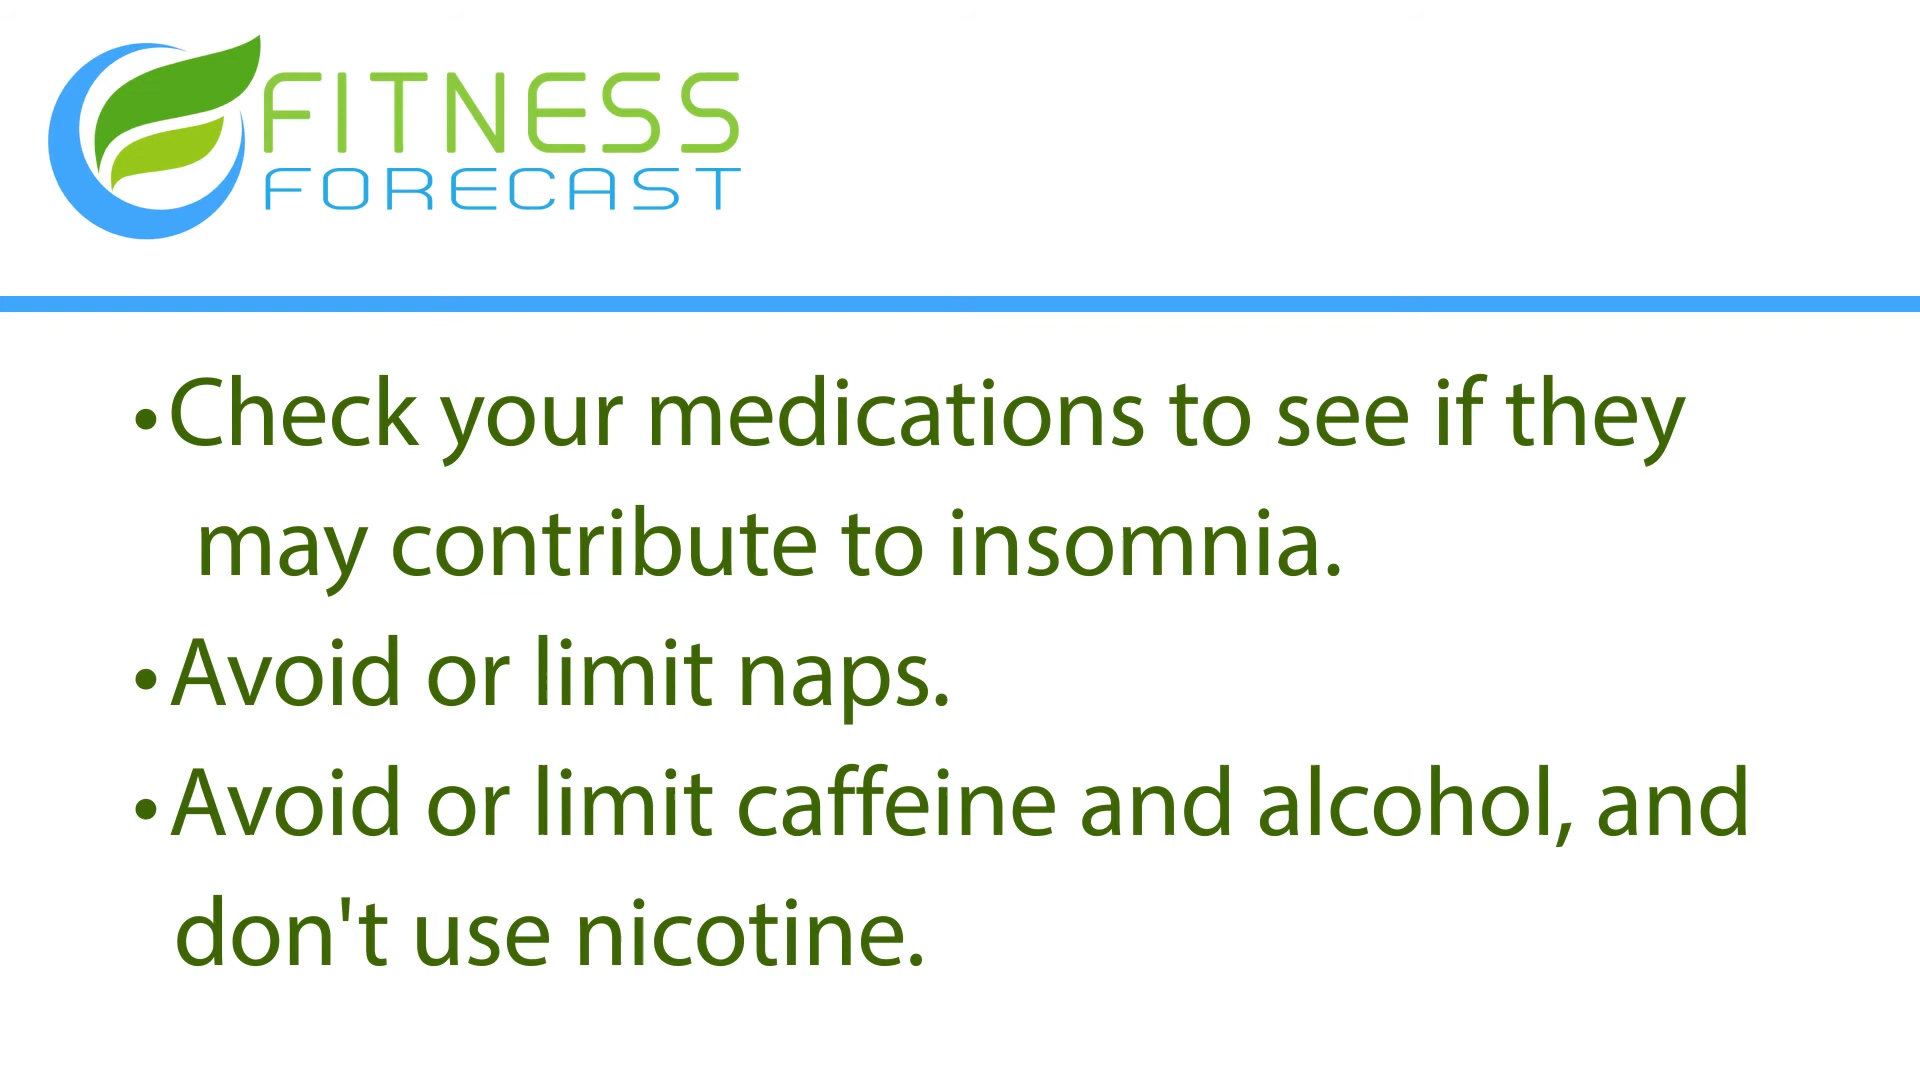 FITNESS
FORECAST
•Check your medications to see if they
may contribute to insomnia.
•Avoid or limit naps.
•Avoid or limit caffeine and alcohol, and
don't use nicotine.